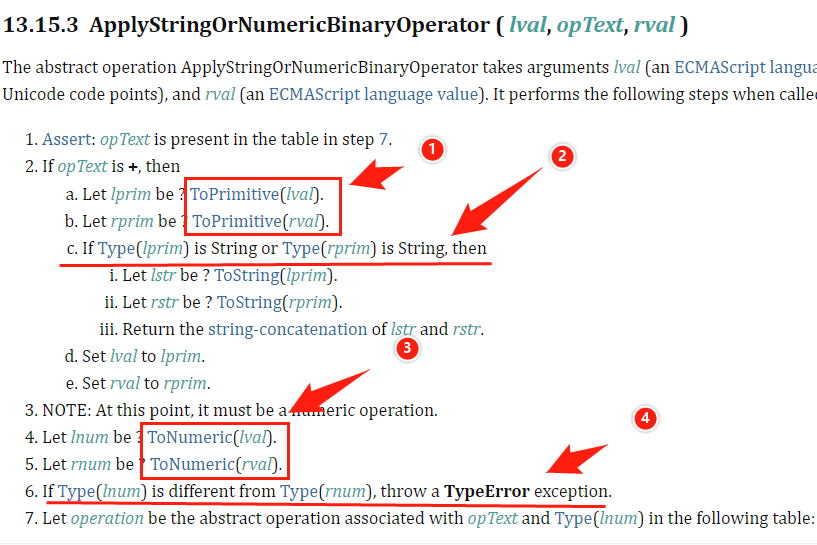 13.15.3 ApplyStringOrNumericBinaryOperator ( lval, opText, rval )
The abstract operation ApplyStringOrNumericBinaryOperator takes arguments lval (an ECMAScript
Unicode code points), and rval (an ECMAScript language value). It performs the following steps when
1. Assert: opText is present in the table in step 7.
1
2. If opText is +, then
2
a. Let lprim be ? ToPrimitive(lval).
b. Let rprim be ? ToPrimitive(rval).
c. If Type(lprim) is String or Type(rprim) is String, then
i. Let lstr be ? ToString(lprim).
ii. Let rstr be ? ToString(rprim).
iii. Return the string-concatenation of lstr and rstr.
d. Set lval to lprim.
3
e. Set rval to rprim.
3. NOTE: At this point, it must be a numeric operation.
4
4. Let lnum be ? ToNumeric(lval).
5. Let rnum be ? ToNumeric(rval).
6. If Type(lnum) is different from Type(rnum), throw a TypeError exception.
7. Let operation be the abstract operation associated with opText and Type(lnum) in the following table: